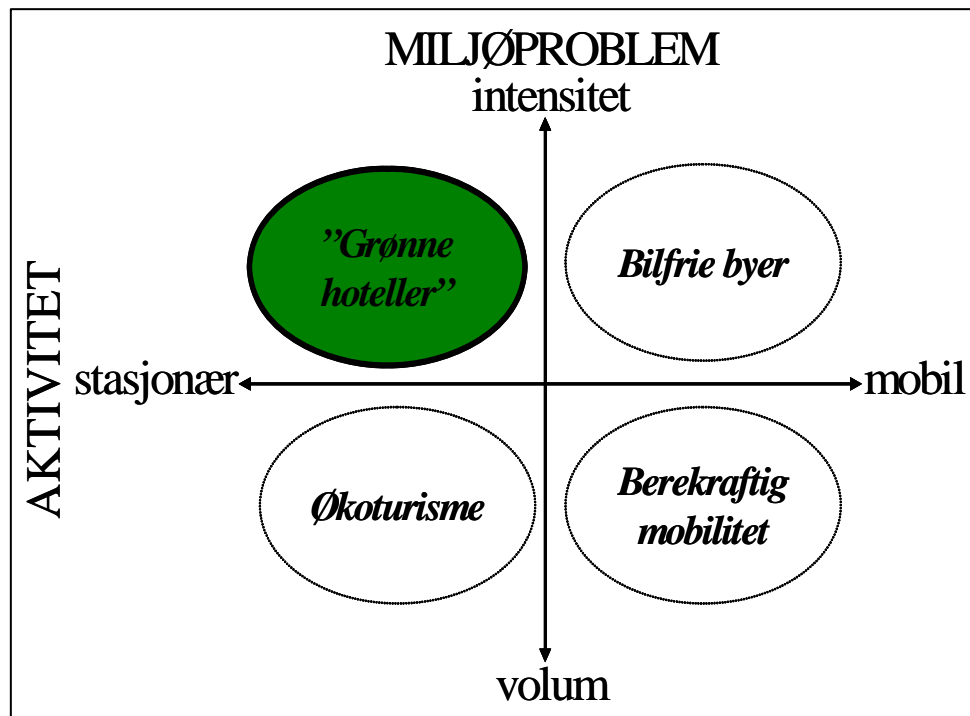 MILJØPROBLEM
intensitet
”Grønne
hoteller”
Bilfrie byer
AKTIVITET
stasjonær
mobil
Økoturisme
Berekraftig
mobilitet
volum